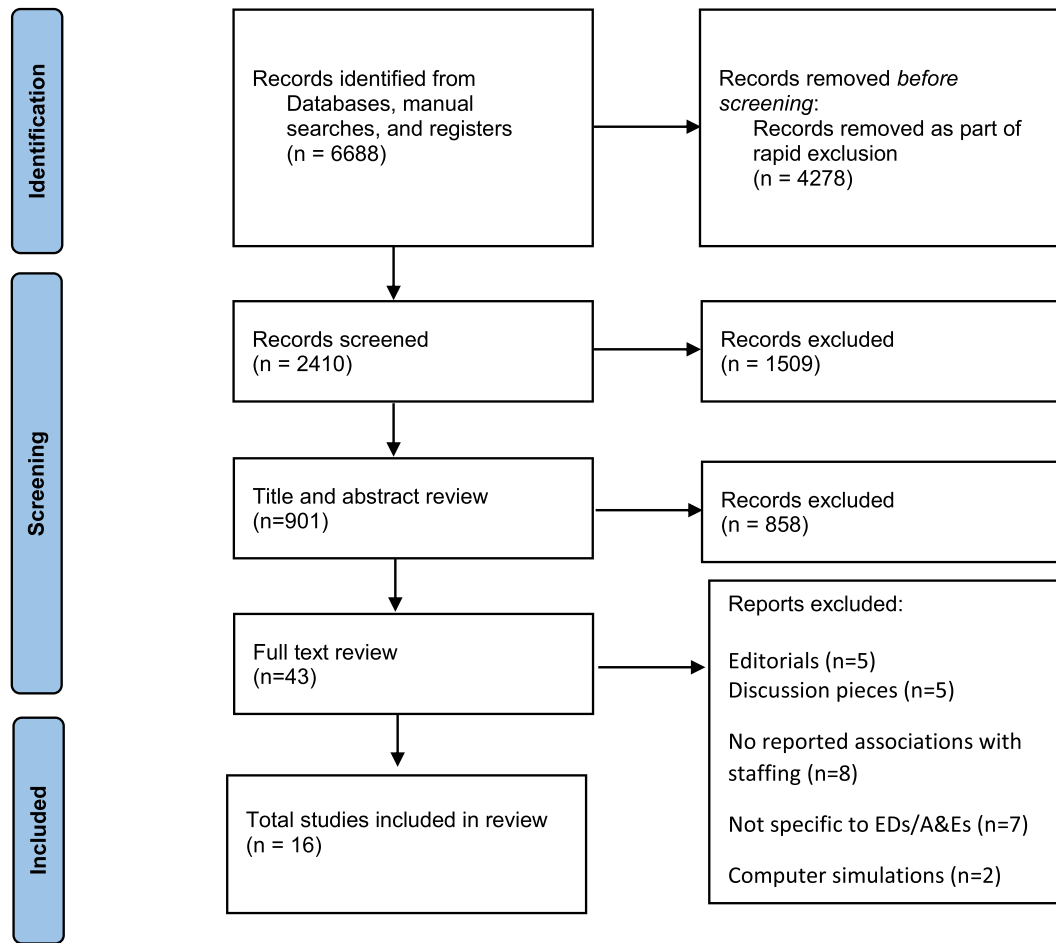 Identification
Records identified from
Databases, manual
searches, and registers
(n = 6688)
Records removed before
screening:
Records removed as part of
rapid exclusion
(n = 4278)
Screening
Records screened
(n = 2410)
Records excluded
(n = 1509)
Title and abstract review
(n=901)
Records excluded
(n = 858)
Full text review
(n=43)
Reports excluded:
Editorials (n=5)
Discussion pieces (n=5)
No reported associations with
staffing (n=8)
Not specific to EDs/A&Es (n=7)
Computer simulations (n=2)
Included
Total studies included in review
(n = 16)